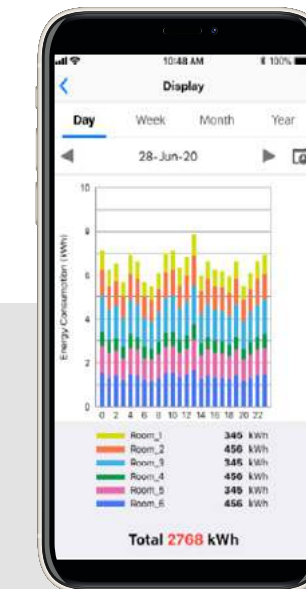 10:48 AM 100%
Display
Day Week Month Year
28-Jun-20
10
8
6
4
2
0
Energy Consumption (kWh)
0 2 4 6 8 10 12 14 16 18 20 22
Room_1 345 kWh
Room_2 456 kWh
Room_3 345 kWh
Room_4 456 kWh
Room_5 345 kWh
Room_6 456 kWh
Total 2768 kWh